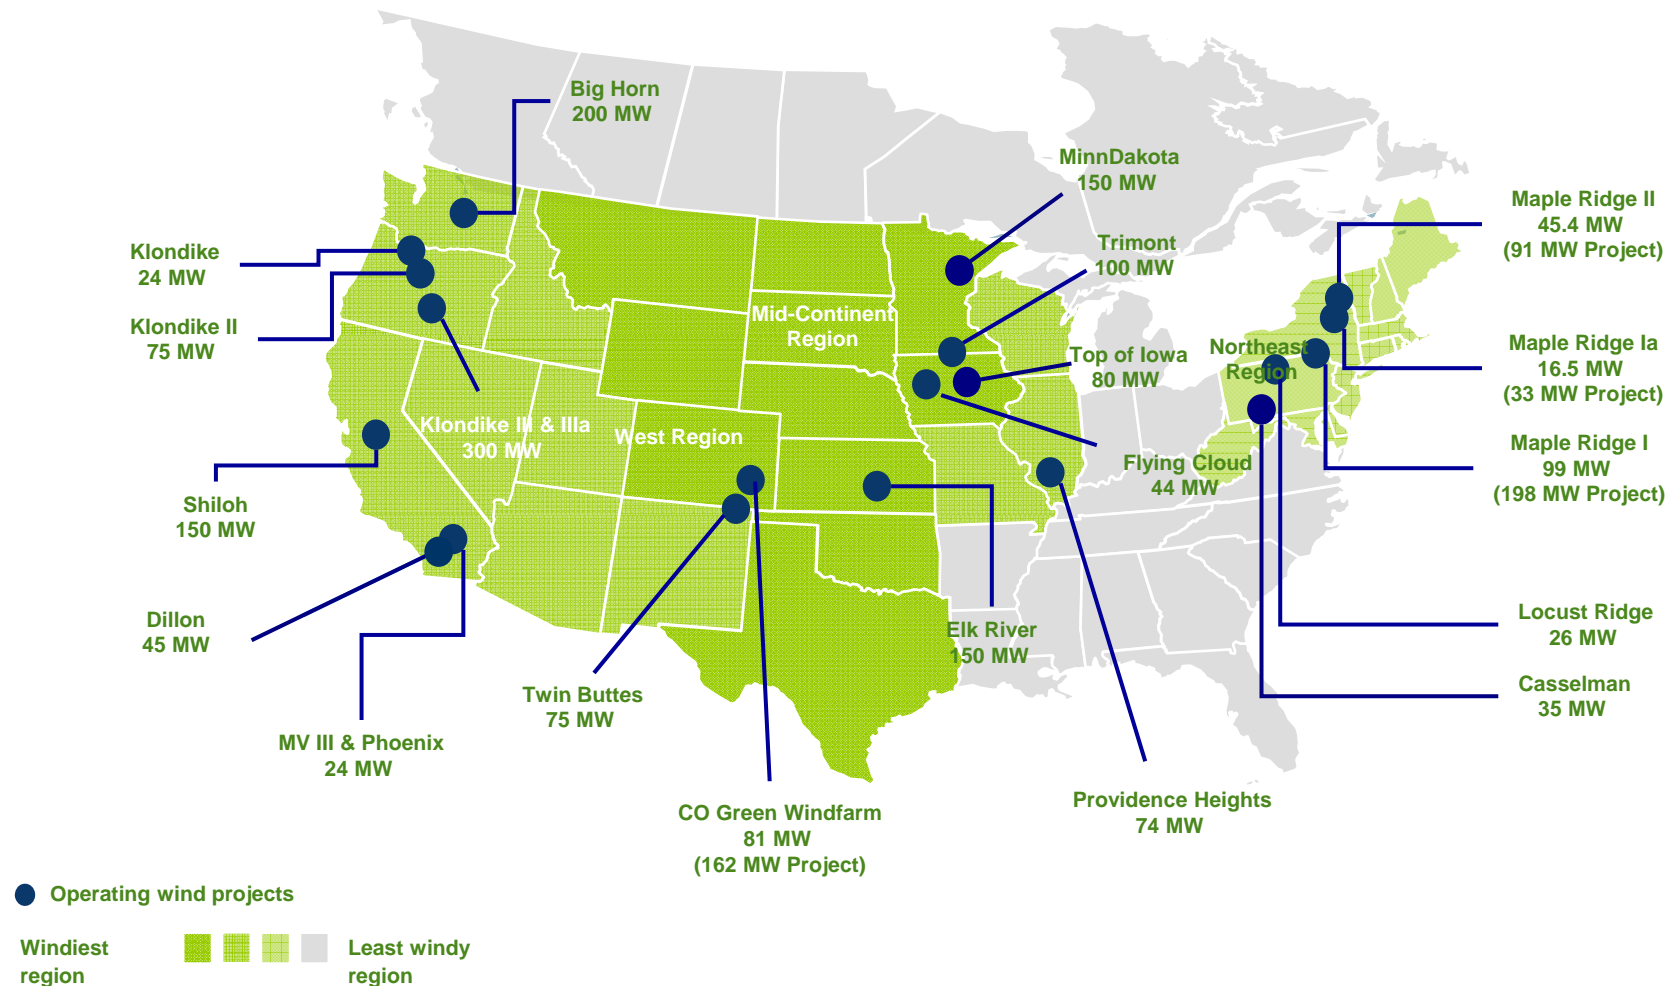 Big Horn
200 MW
MinnDakota
150 MW
Maple Ridge II
45.4 MW
(91 MW Project)
Klondike
24 MW
Trimont
100 MW
Klondike II
75 MW
Mid-Continent
Region
Northeast
Region
Top of Iowa
80 MW
Maple Ridge Ia
16.5 MW
(33 MW Project)
Klondike III & IIIa
300 MW
West Region
Flying Cloud
44 MW
Maple Ridge I
99 MW
(198 MW Project)
Shiloh
150 MW
Dillon
45 MW
Elk River
150 MW
Locust Ridge
26 MW
Twin Buttes
75 MW
Casselman
35 MW
MV III & Phoenix
24 MW
CO Green Windfarm
81 MW
(162 MW Project)
Providence Heights
74 MW
Operating wind projects
Windiest
region
Least windy
region